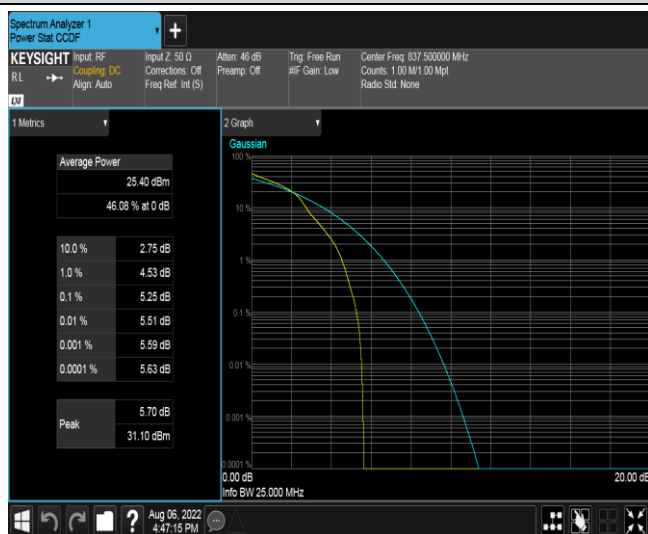 Spectrum Analyzer 1
Power Stat CCDF
+
KEYSIGHT
Input: RF
Input Z: 50 Ω
Atten: 46 dB
Trig: Free Run
Center Freq: 837.500000 MHz
R L
Coupling: DC
Corrections: Off
Preamp: Off
#IF Gain: Low
Counts: 1.00 M/1.00 Mpt
Align: Auto
Freq Ref: Int (S)
Radio Std: None
LXI
1 Metrics
2 Graph
Average Power
25.40 dBm
46.08 % at 0 dB
10.0 % 2.75 dB
1.0 % 4.53 dB
0.1 % 5.25 dB
0.01 % 5.51 dB
0.001 % 5.59 dB
0.0001 % 5.63 dB
Peak
5.70 dB
31.10 dBm
Gaussian
100 %
10 %
1 %
0.1 %
0.01 %
0.001 %
0.0001 %
0.00 dB
20.00 dB
Info BW 25.000 MHz
?
Aug 06, 2022
4:47:15 PM